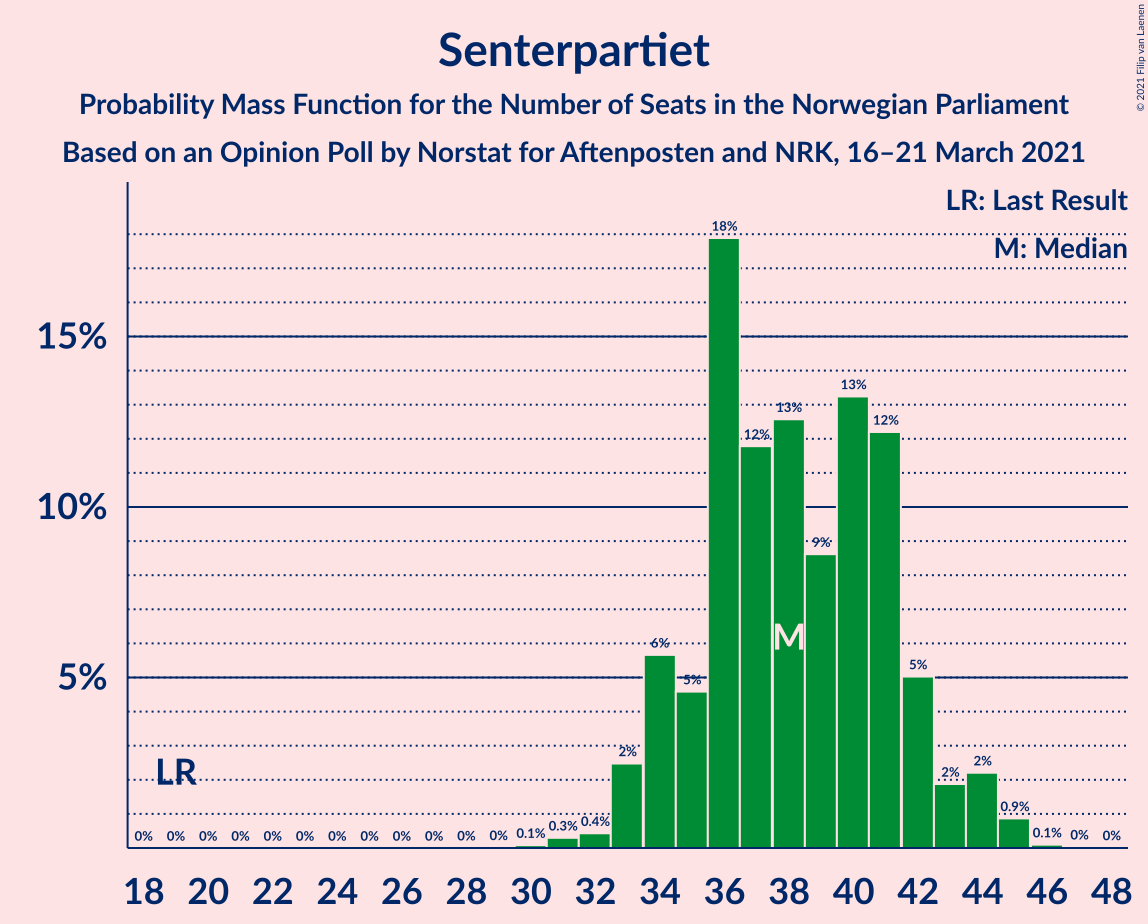 Senterpartiet
Probability Mass Function for the Number of Seats in the Norwegian Parliament
Based on an Opinion Poll by Norstat for Aftenposten and NRK, 16–21 March 2021
© 2021 Filip van Laenen
LR: Last Result
M: Median
15%
10%
5%
LR
M
0% 0% 0% 0% 0% 0% 0% 0% 0% 0% 0% 0% 0.1% 0.3% 0.4% 2% 6% 5% 18% 12% 13% 9% 13% 12% 5% 2% 2% 0.9% 0.1% 0% 0%
18 20 22 24 26 28 30 32 34 36 38 40 42 44 46 48